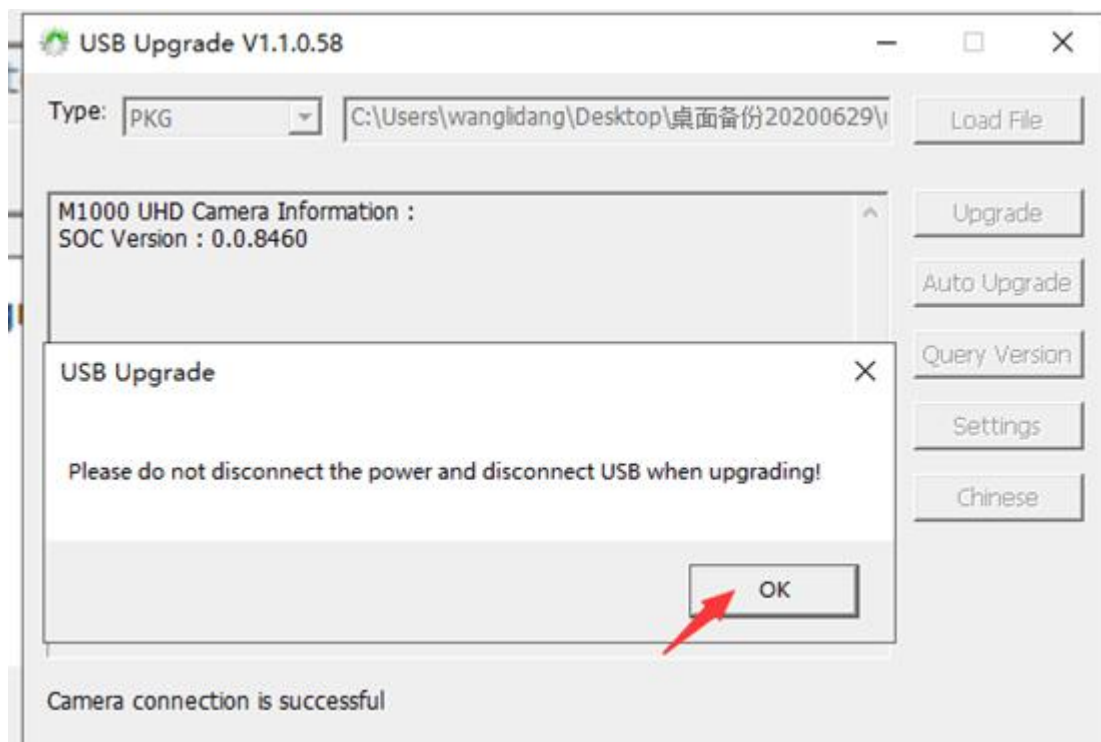 USB Upgrade V1.1.0.58
Type: PKG C:\Users\wanglidang\Desktop\桌面备份20200629\ Load File
M1000 UHD Camera Information :
SOC Version : 0.0.8460
Upgrade
Auto Upgrade
Query Version
Settings
Chinese
USB Upgrade
Please do not disconnect the power and disconnect USB when upgrading!
OK
Camera connection is successful